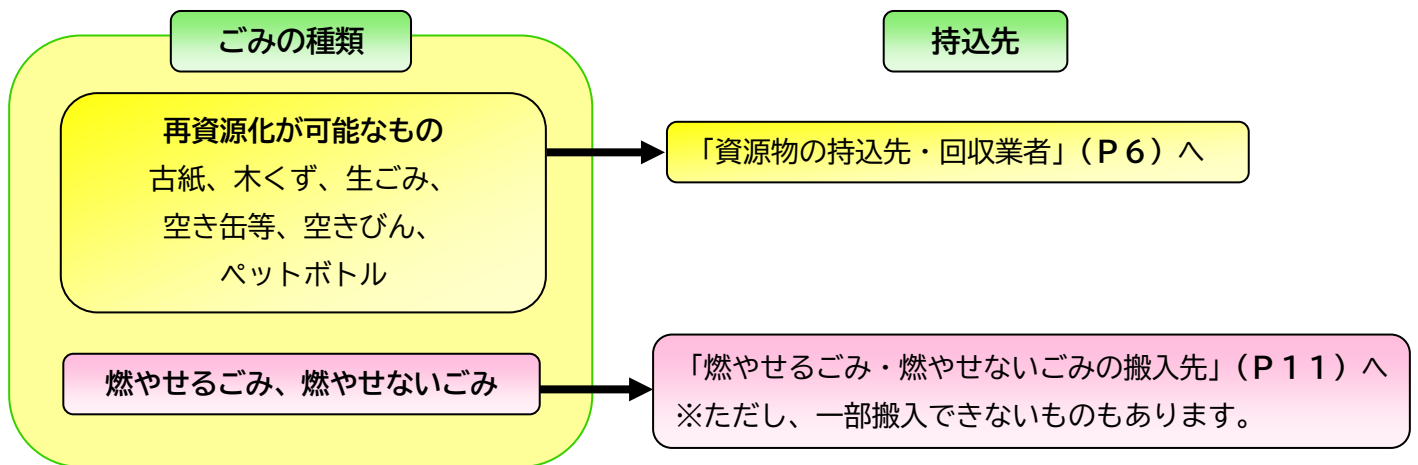 ごみの種類
持込先
再資源化が可能なもの
古紙、木くず、生ごみ、
空き缶等、空きびん、
ペットボトル
「資源物の持込先・回収業者」（Ｐ６）へ
燃やせるごみ、燃やせないごみ
「燃やせるごみ・燃やせないごみの搬入先」（Ｐ１１）へ
※ただし、一部搬入できないものもあります。